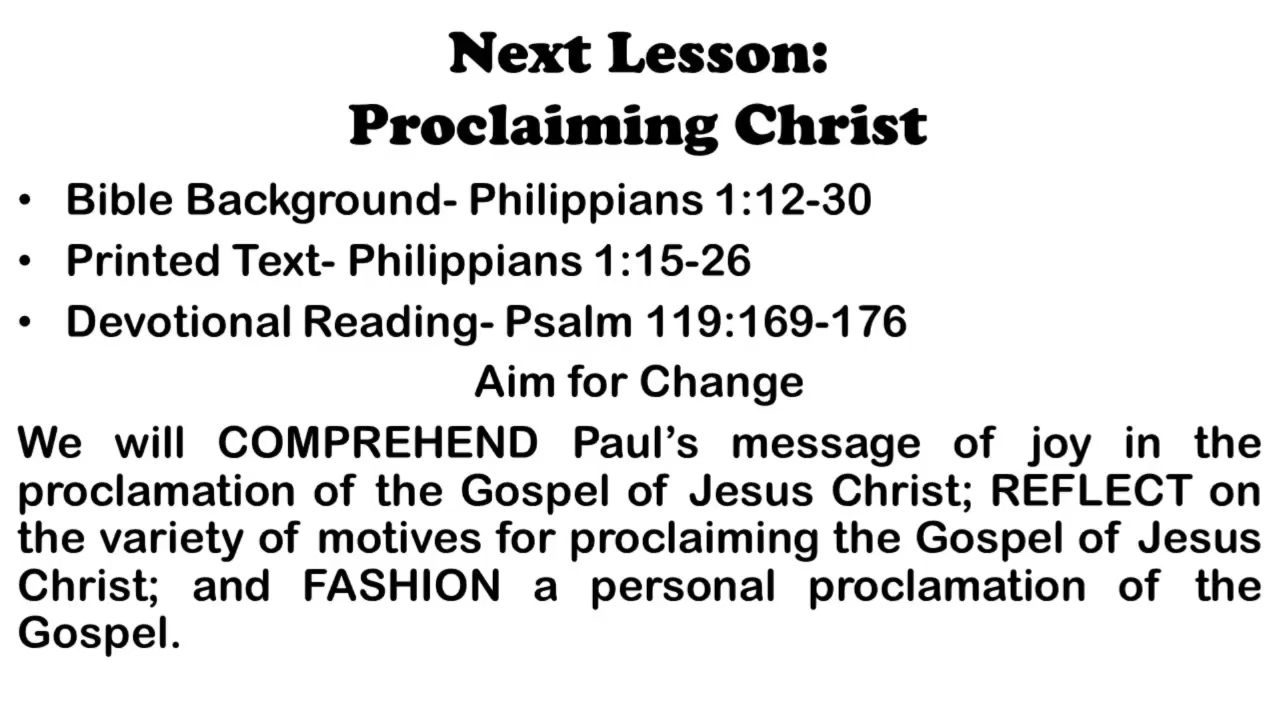 Next Lesson:
Proclaiming Christ
• Bible Background- Philippians 1:12-30
• Printed Text- Philippians 1:15-26
• Devotional Reading- Psalm 119:169-176
Aim for Change
We will COMPREHEND Paul’s message of joy in the
proclamation of the Gospel of Jesus Christ; REFLECT on
the variety of motives for proclaiming the Gospel of Jesus
Christ; and FASHION a personal proclamation of the
Gospel.